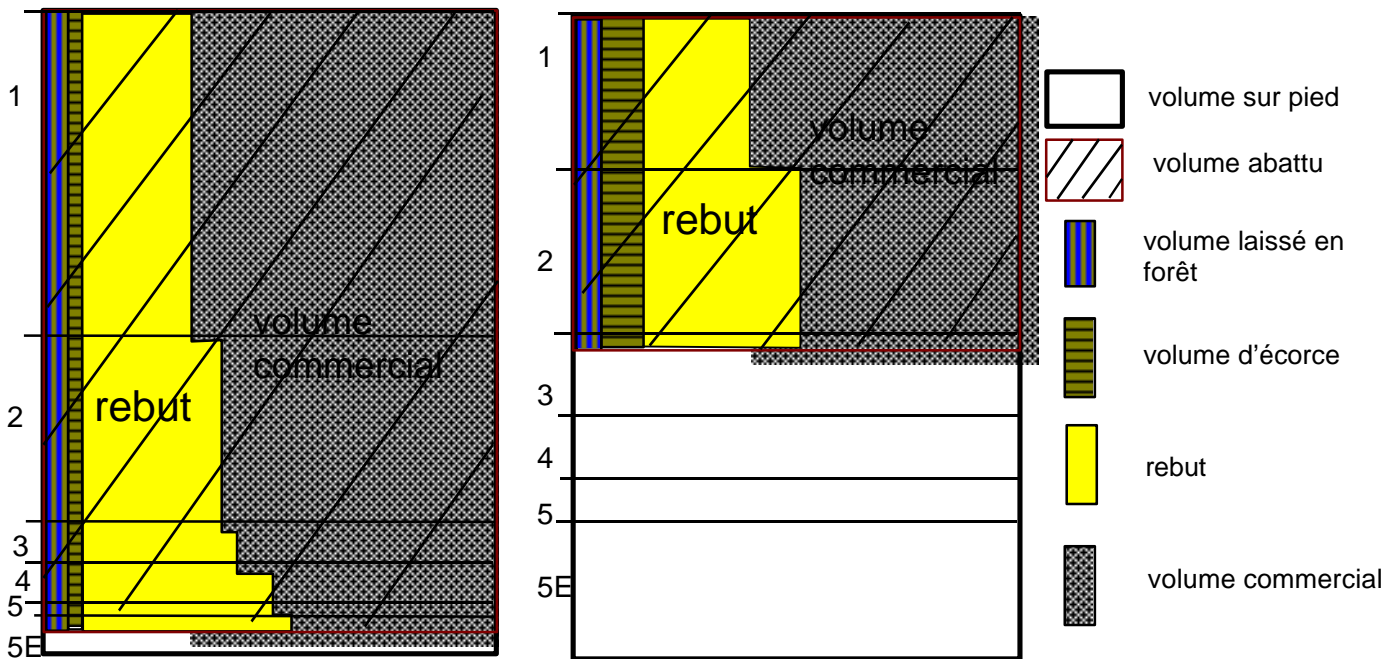 1
2
3
4
5
5E
rebut
volume
commercial
1
2
3
4
5
5E
rebut
volume
commercial
volume sur pied
volume abattu
volume laissé en
forêt
volume d'écorce
rebut
volume commercial